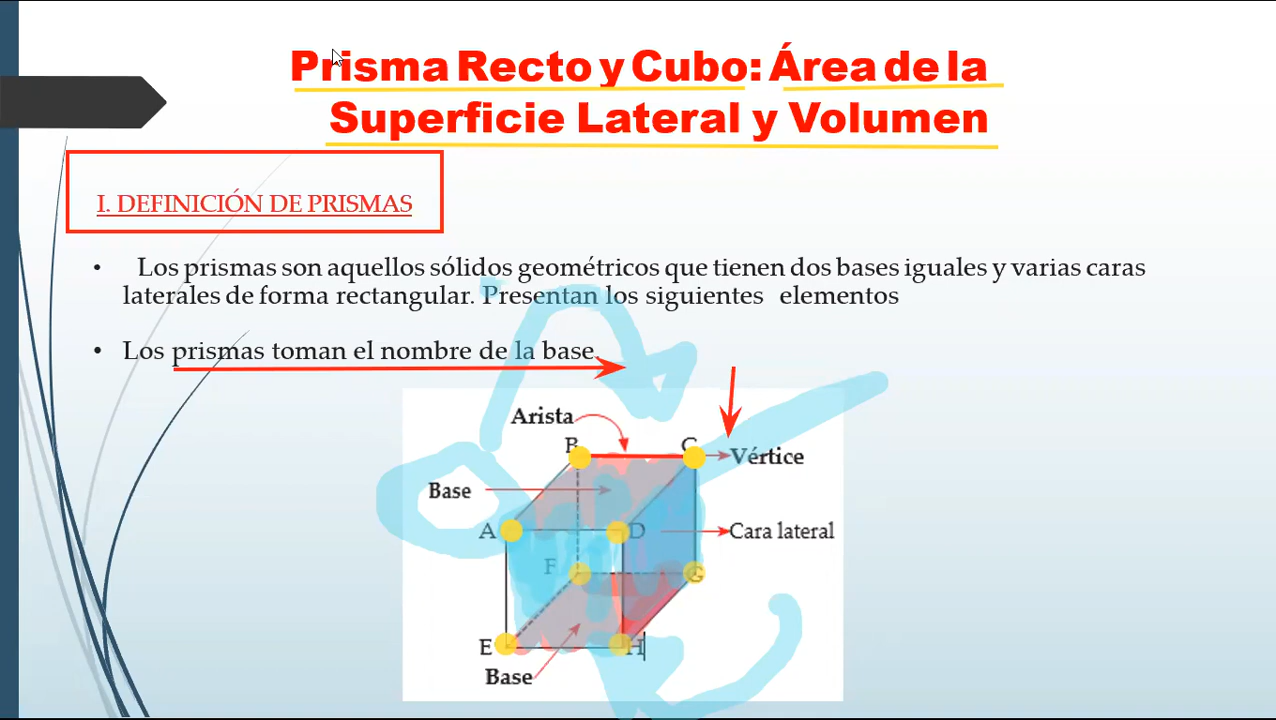 Prisma Recto y Cubo: Área de la
Superficie Lateral y Volumen
I. DEFINICIÓN DE PRISMAS
• Los prismas son aquellos sólidos geométricos que tienen dos bases iguales y varias caras
laterales de forma rectangular. Presentan los siguientes elementos
• Los prismas toman el nombre de la base.
Arista
B
C
Vértice
Base
A
D
Cara lateral
F
G
E
H
Base